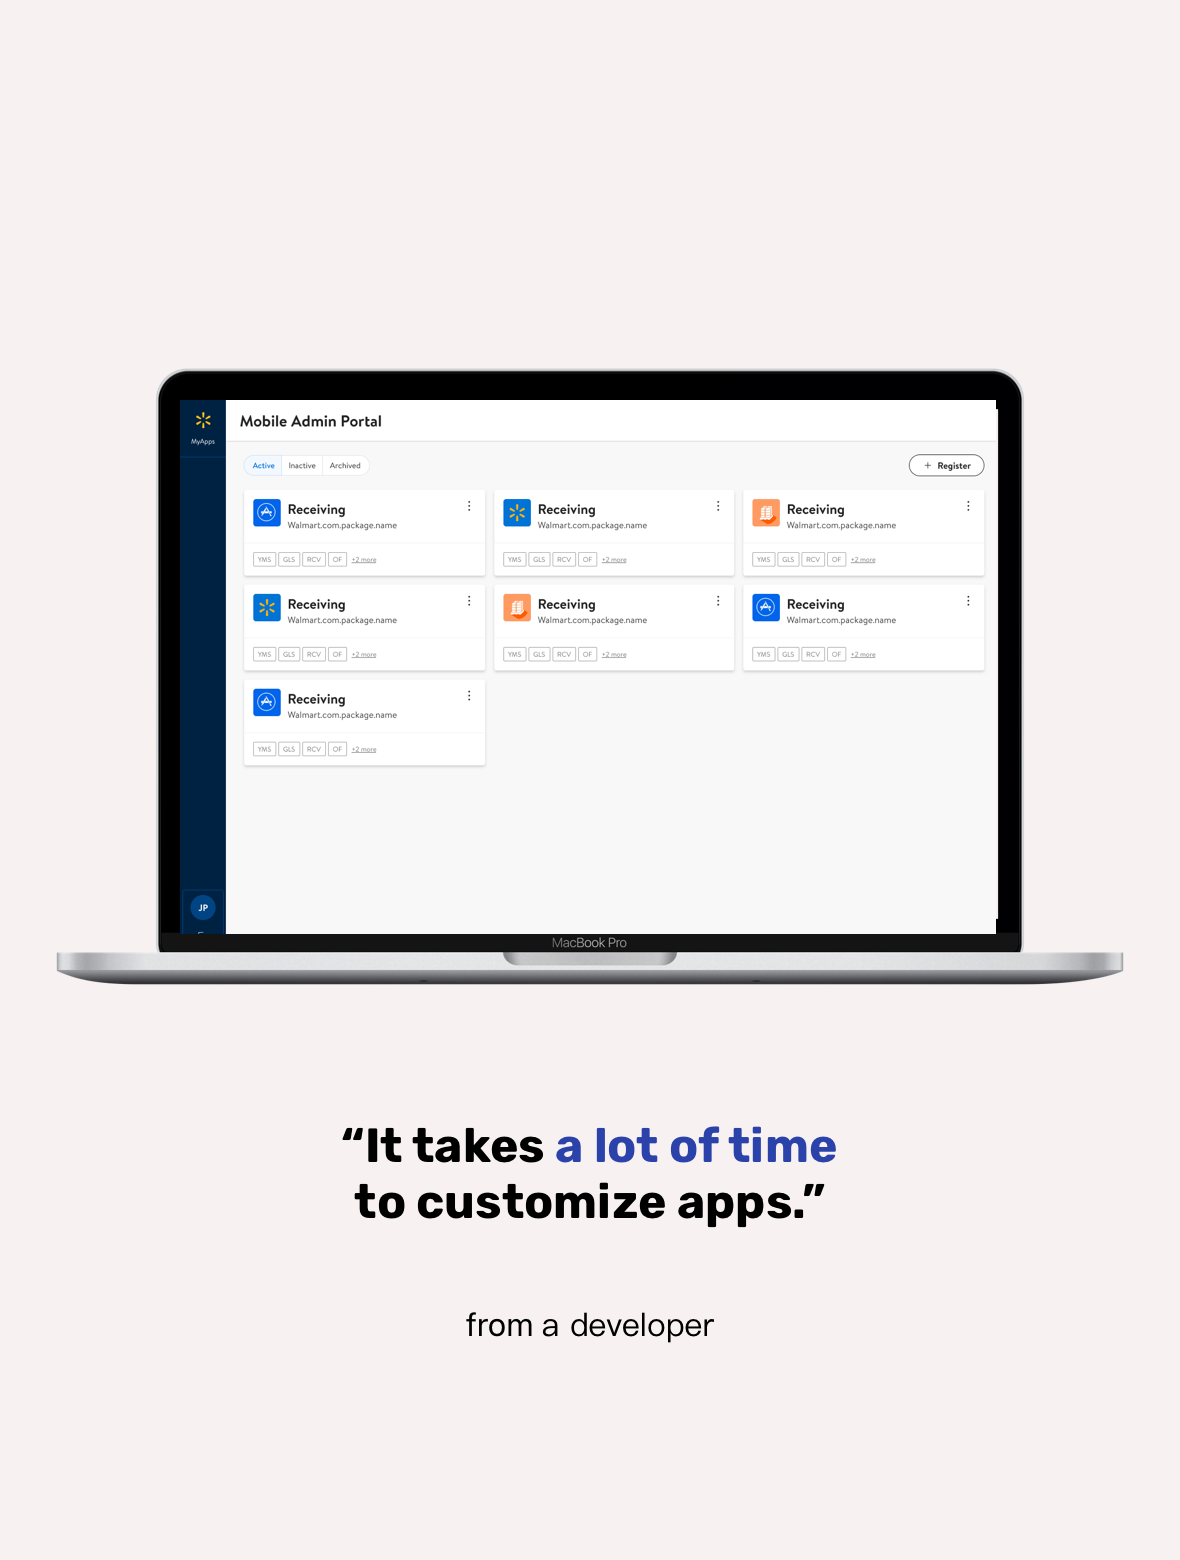 MyApps
Mobile Admin Portal
Active Inactive Archived
+ Register
Receiving
Walmart.com.package.name
YMS GLS RCV OF +2 more
Receiving
Walmart.com.package.name
YMS GLS RCV OF +2 more
Receiving
Walmart.com.package.name
YMS GLS RCV OF +2 more
Receiving
Walmart.com.package.name
YMS GLS RCV OF +2 more
Receiving
Walmart.com.package.name
YMS GLS RCV OF +2 more
Receiving
Walmart.com.package.name
YMS GLS RCV OF +2 more
Receiving
Walmart.com.package.name
YMS GLS RCV OF +2 more
JP
MacBook Pro
“It takes a lot of time
to customize apps.”
from a developer